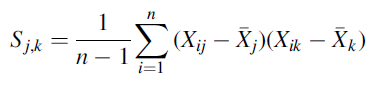 $S_{j,k} = \frac{1}{n-1} \sum_{i=1}^{n} (X_{ij} - \bar{X}_j)(X_{ik} - \bar{X}_k)$